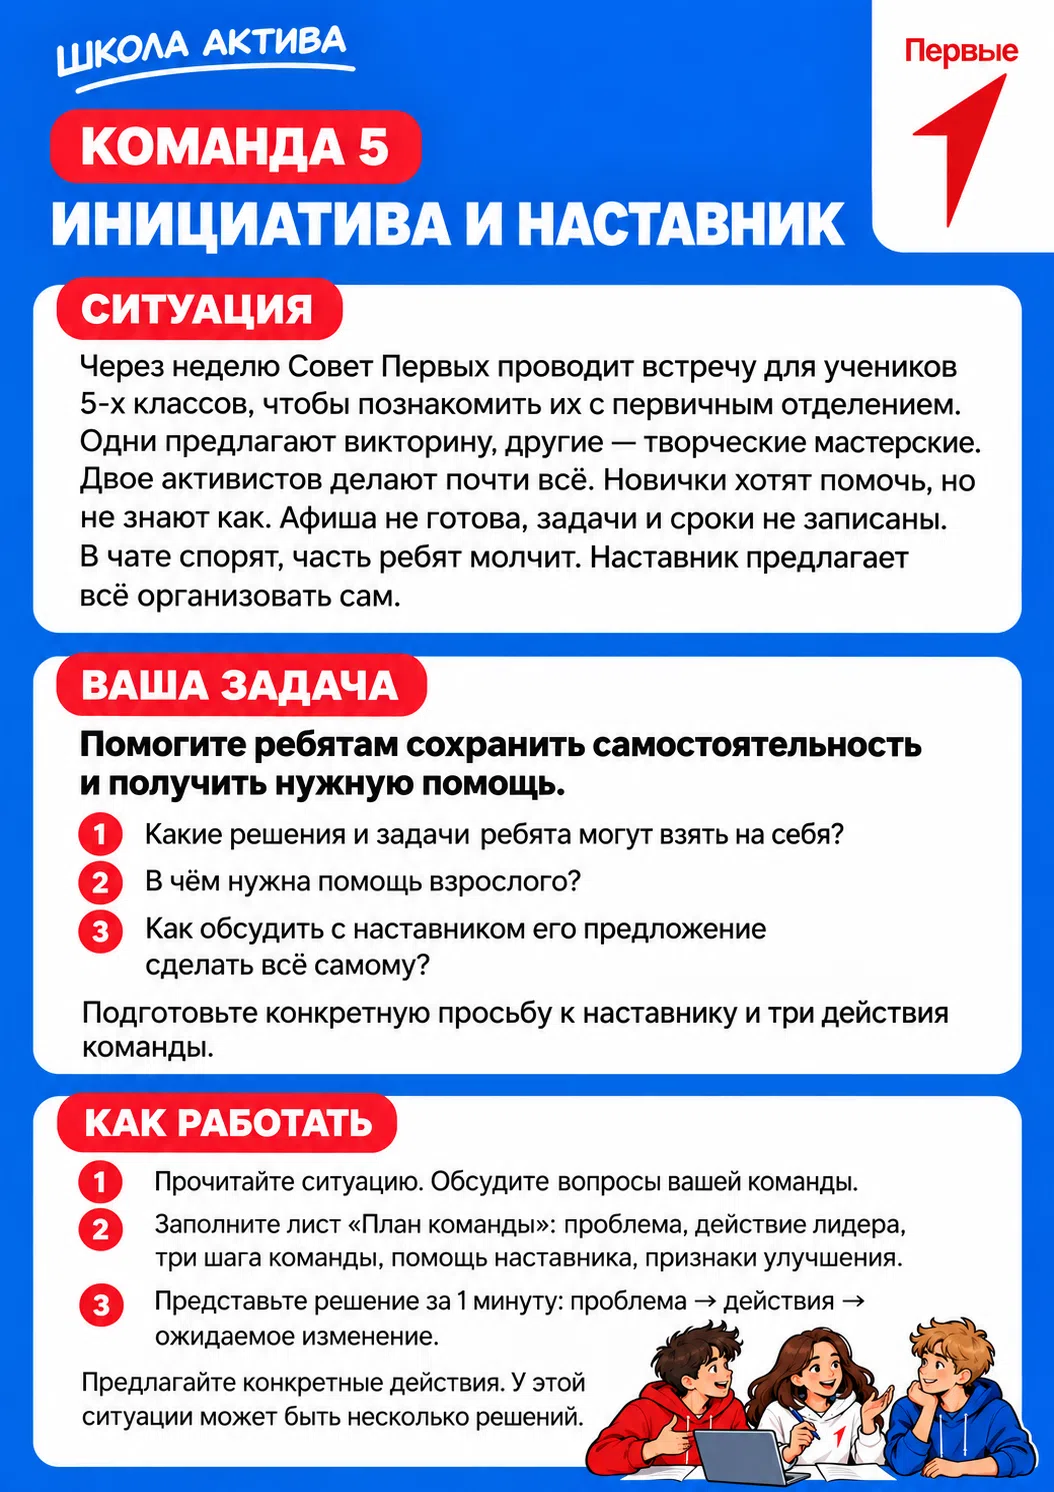 ШКОЛА АКТИВА
Первые
КОМАНДА 5
ИНИЦИАТИВА И НАСТАВНИК
СИТУАЦИЯ
Через неделю Совет Первых проводит встречу для учеников
5-х классов, чтобы познакомить их с первичным отделением.
Одни предлагают викторину, другие — творческие мастерские.
Двое активистов делают почти всё. Новички хотят помочь, но
не знают как. Афиша не готова, задачи и сроки не записаны.
В чате спорят, часть ребят молчит. Наставник предлагает
всё организовать сам.
ВАША ЗАДАЧА
Помогите ребятам сохранить самостоятельность
и получить нужную помощь.
1 Какие решения и задачи ребята могут взять на себя?
2 В чём нужна помощь взрослого?
3 Как обсудить с наставником его предложение
сделать всё самому?
Подготовьте конкретную просьбу к наставнику и три действия
команды.
КАК РАБОТАТЬ
1 Прочитайте ситуацию. Обсудите вопросы вашей команды.
2 Заполните лист «План команды»: проблема, действие лидера,
три шага команды, помощь наставника, признаки улучшения.
3 Представьте решение за 1 минуту: проблема → действия →
ожидаемое изменение.
Предлагайте конкретные действия. У этой
ситуации может быть несколько решений.